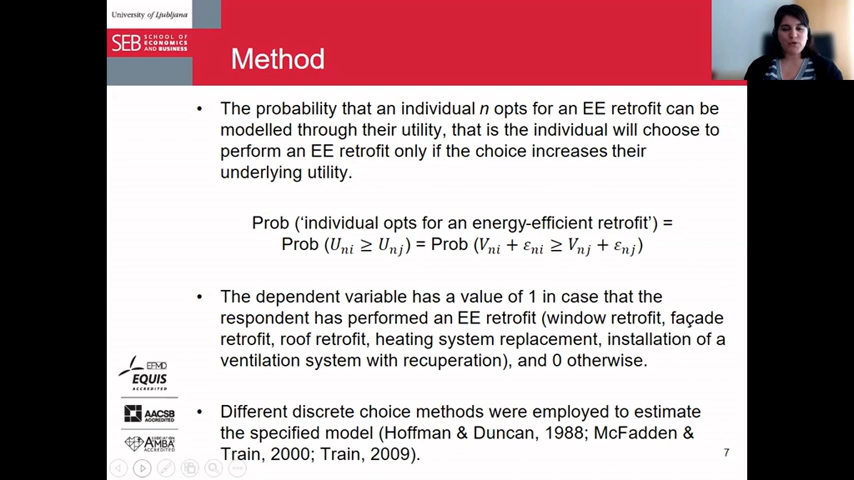 University of Ljubljana
SEB SCHOOL OF
ECONOMICS
AND BUSINESS
Method
• The probability that an individual n opts for an EE retrofit can be
modelled through their utility, that is the individual will choose to
perform an EE retrofit only if the choice increases their
underlying utility.
Prob (‘individual opts for an energy-efficient retrofit’) =
Prob (𝑈ₙᵢ ≥ 𝑈ₙⱼ) = Prob (𝑉ₙᵢ + 𝜀ₙᵢ ≥ 𝑉ₙⱼ + 𝜀ₙⱼ)
• The dependent variable has a value of 1 in case that the
respondent has performed an EE retrofit (window retrofit, façade
retrofit, roof retrofit, heating system replacement, installation of a
ventilation system with recuperation), and 0 otherwise.
• Different discrete choice methods were employed to estimate
the specified model (Hoffman & Duncan, 1988; McFadden &
Train, 2000; Train, 2009).
EFMD
EQUIS
ACCREDITED
AACSB
ACCREDITED
AMBA
ACCREDITED
7